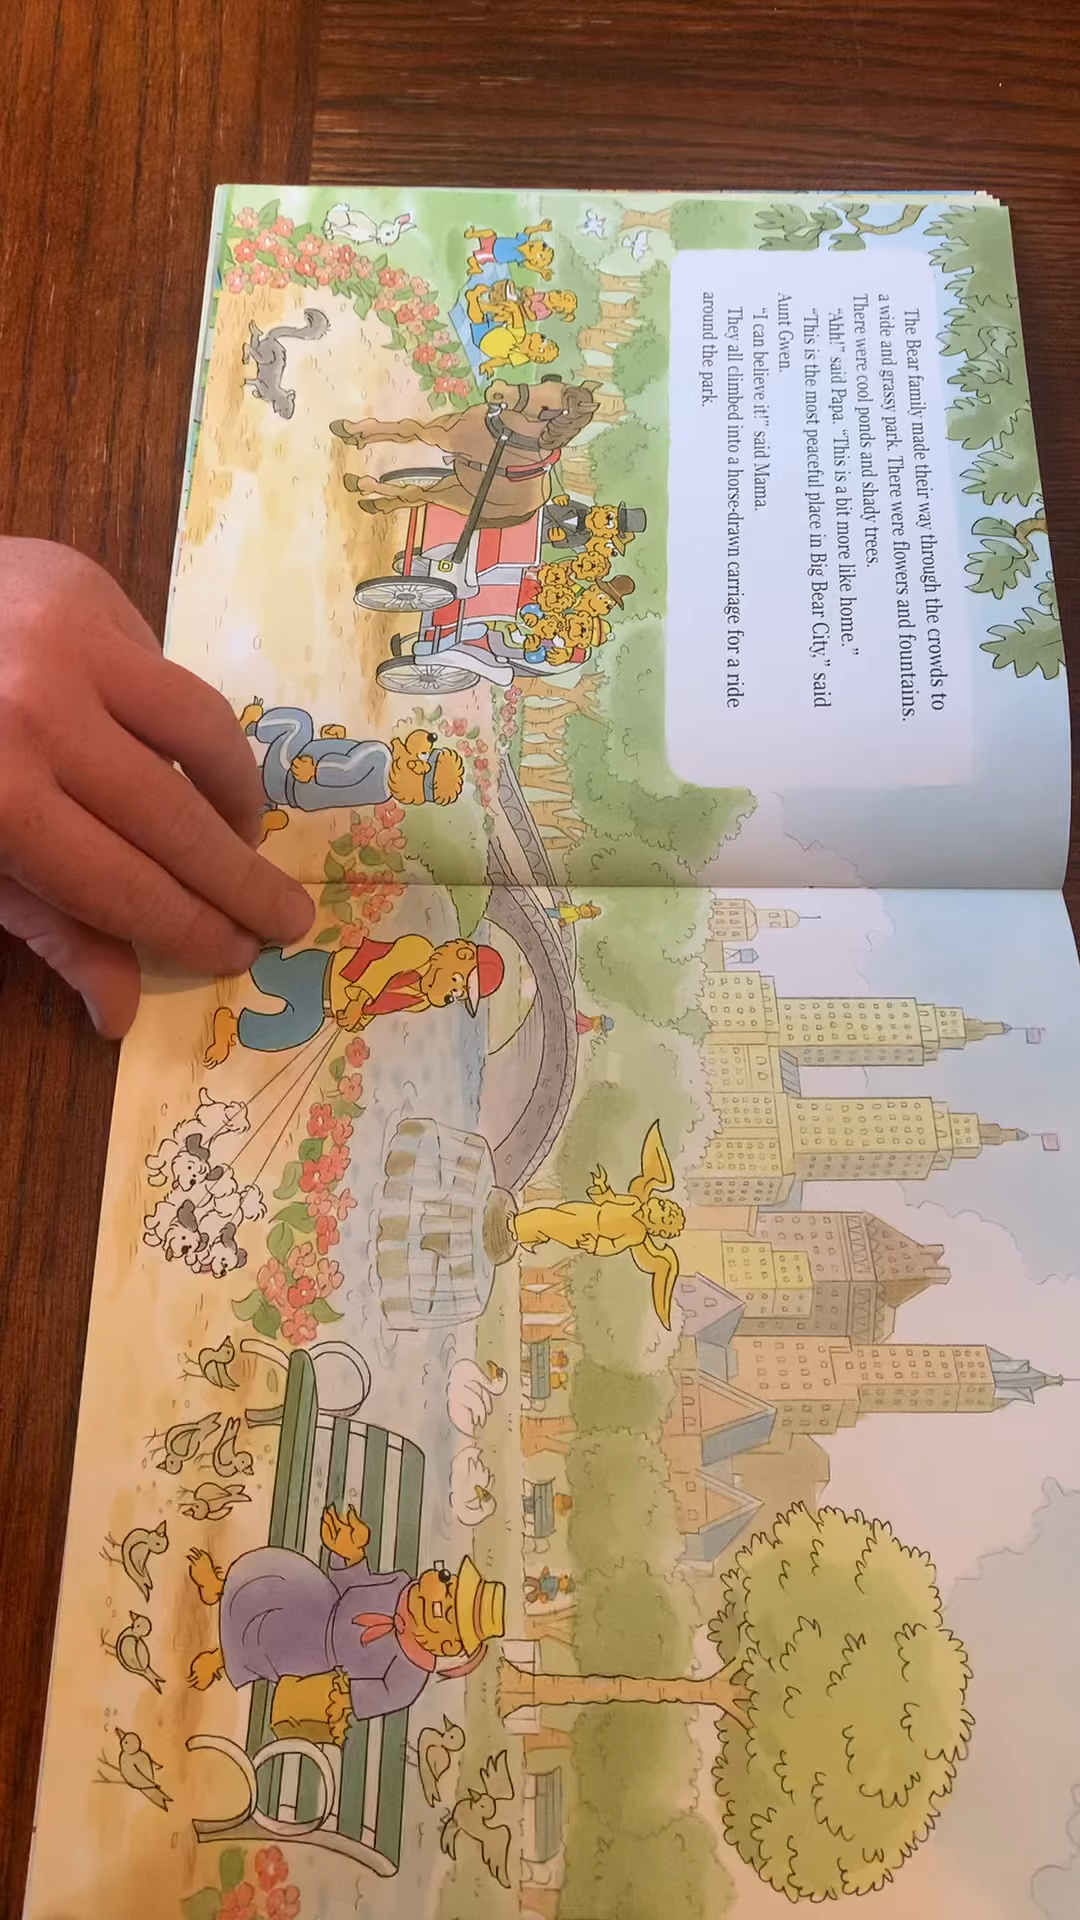 The Bear family made their way through the crowds to
a wide and grassy park. There were flowers and fountains.
There were cool ponds and shady trees.
“Ahh!” said Papa. “This is a bit more like home.”
“This is the most peaceful place in Big Bear City,” said
Aunt Gwen.
“I can believe it!” said Mama.
They all climbed into a horse-drawn carriage for a ride
around the park.